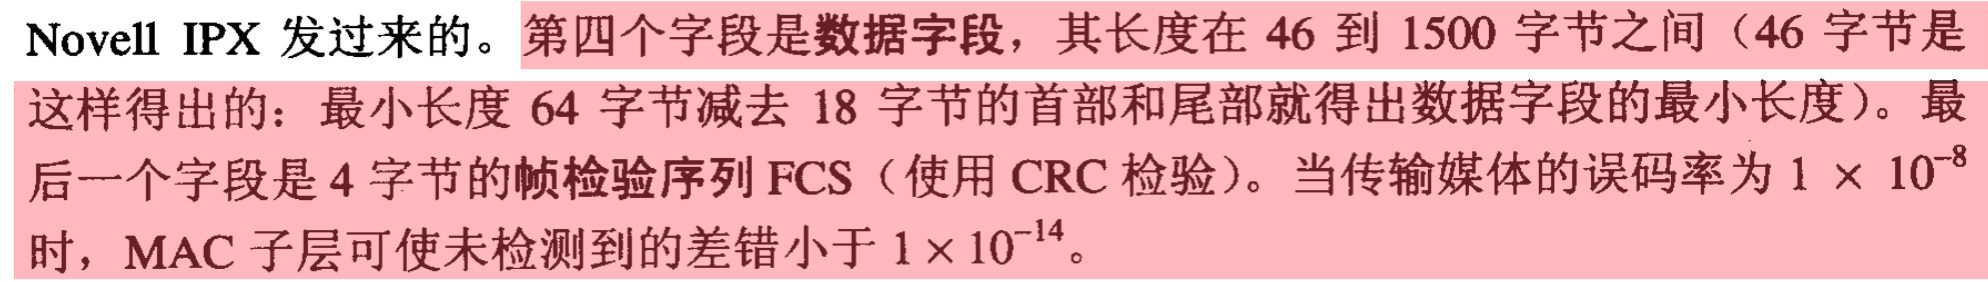 Novell IPX 发过来的。第四个字段是数据字段，其长度在 46 到 1500 字节之间（46 字节是
这样得出的：最小长度 64 字节减去 18 字节的首部和尾部就得出数据字段的最小长度）。最
后一个字段是 4 字节的帧检验序列 FCS（使用 CRC 检验）。当传输媒体的误码率为 1 × 10⁻⁸
时，MAC 子层可使未检测到的差错小于 1 × 10⁻¹⁴。